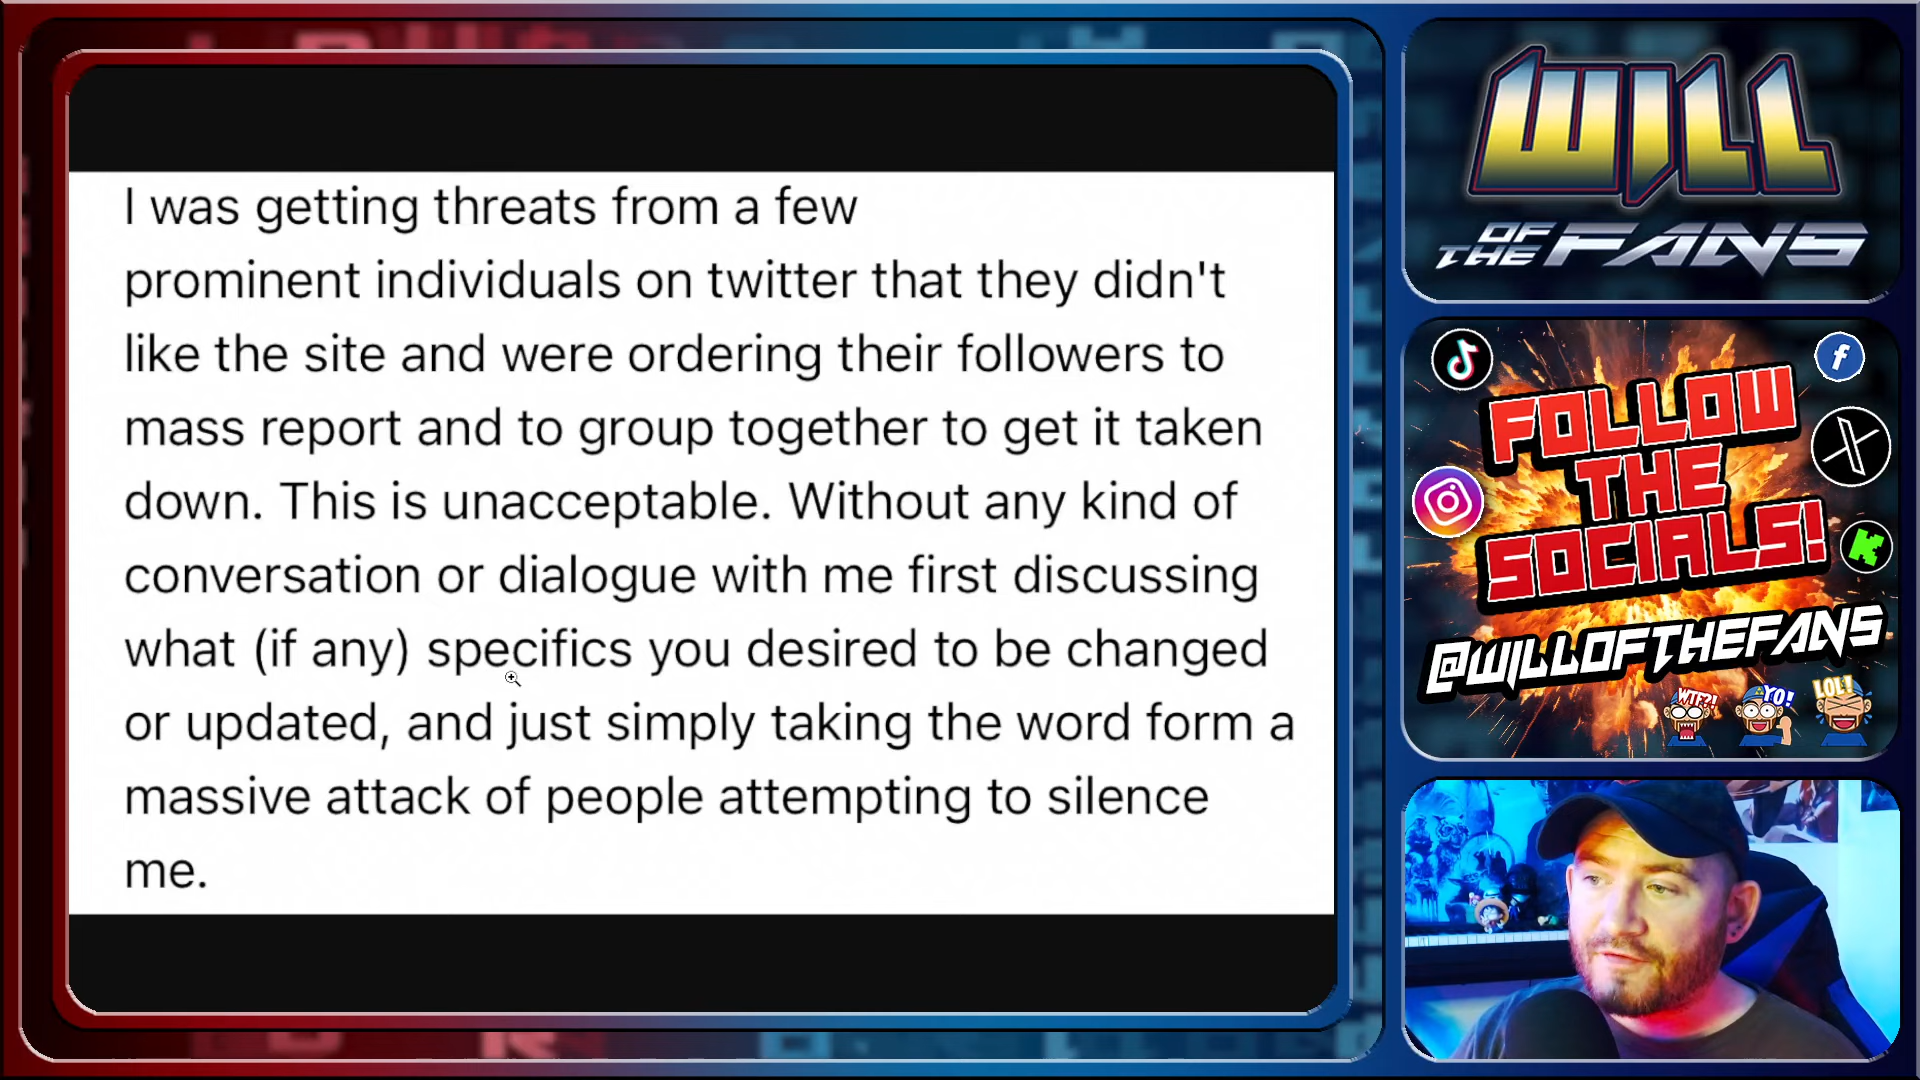 I was getting threats from a few
prominent individuals on twitter that they didn't
like the site and were ordering their followers to
mass report and to group together to get it taken
down. This is unacceptable. Without any kind of
conversation or dialogue with me first discussing
what (if any) specifics you desired to be changed
or updated, and just simply taking the word form a
massive attack of people attempting to silence
me.
WILL
OF THE FANS
FOLLOW
THE
SOCIALS!
@WILLOFTHEFANS
WTF?!
YO!
LOL!